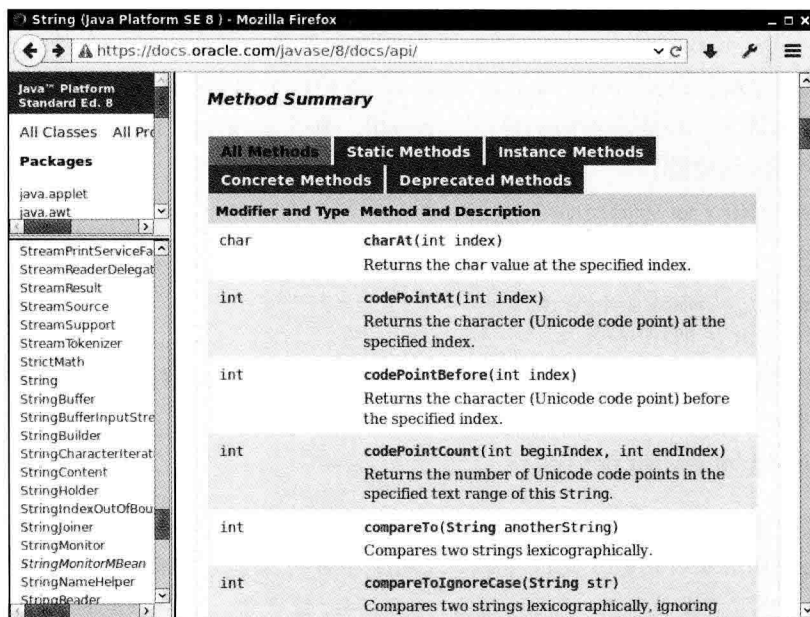 String (Java Platform SE 8 ) - Mozilla Firefox
https://docs.oracle.com/javase/8/docs/api/
Java™ Platform
Standard Ed. 8
All Classes All Pro
Packages
java.applet
java.awt
StreamPrintServiceFa
StreamReaderDelegat
StreamResult
StreamSource
StreamSupport
StreamTokenizer
StrictMath
String
StringBuffer
StringBufferInputStre
StringBuilder
StringCharacterIterat
StringContent
StringHolder
StringIndexOutOfBou
StringJoiner
StringMonitor
StringMonitorMBean
StringNameHelper
StringReader
Method Summary
All Methods Static Methods Instance Methods
Concrete Methods Deprecated Methods
Modifier and Type Method and Description
char charAt(int index)
Returns the char value at the specified index.
int codePointAt(int index)
Returns the character (Unicode code point) at the
specified index.
int codePointBefore(int index)
Returns the character (Unicode code point) before
the specified index.
int codePointCount(int beginIndex, int endIndex)
Returns the number of Unicode code points in the
specified text range of this String.
int compareTo(String anotherString)
Compares two strings lexicographically.
int compareToIgnoreCase(String str)
Compares two strings lexicographically, ignoring